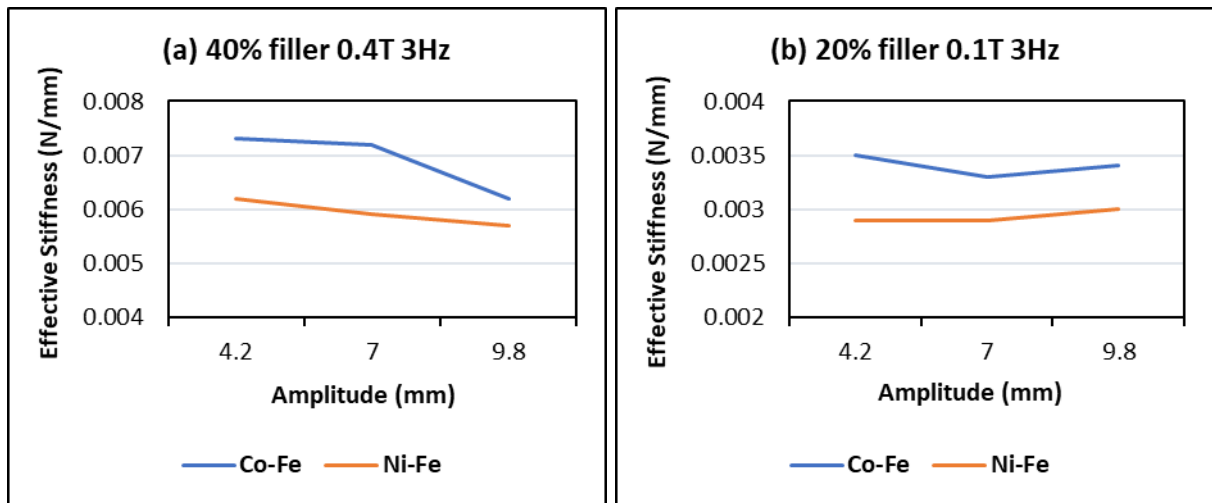 (a) 40% filler 0.4T 3Hz
Effective Stiffness (N/mm)
0.008
0.007
0.006
0.005
0.004
4.2 7 9.8
Amplitude (mm)
Co-Fe Ni-Fe
(b) 20% filler 0.1T 3Hz
Effective Stiffness (N/mm)
0.004
0.0035
0.003
0.0025
0.002
4.2 7 9.8
Amplitude (mm)
Co-Fe Ni-Fe